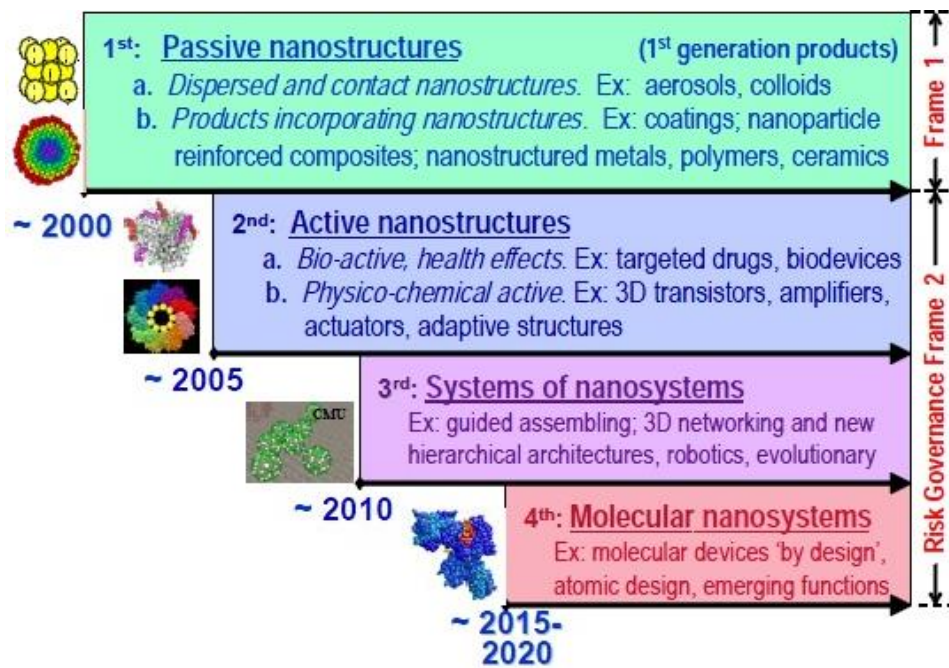 1st: Passive nanostructures (1st generation products)
a. Dispersed and contact nanostructures. Ex: aerosols, colloids
b. Products incorporating nanostructures. Ex: coatings; nanoparticle
reinforced composites; nanostructured metals, polymers, ceramics
Frame 1
~ 2000
2nd: Active nanostructures
a. Bio-active, health effects. Ex: targeted drugs, biodevices
b. Physico-chemical active. Ex: 3D transistors, amplifiers,
actuators, adaptive structures
~ 2005
CMU
3rd: Systems of nanosystems
Ex: guided assembling; 3D networking and new
hierarchical architectures, robotics, evolutionary
~ 2010
4th: Molecular nanosystems
Ex: molecular devices ‘by design’,
atomic design, emerging functions
~ 2015-
2020
Risk Governance Frame 2